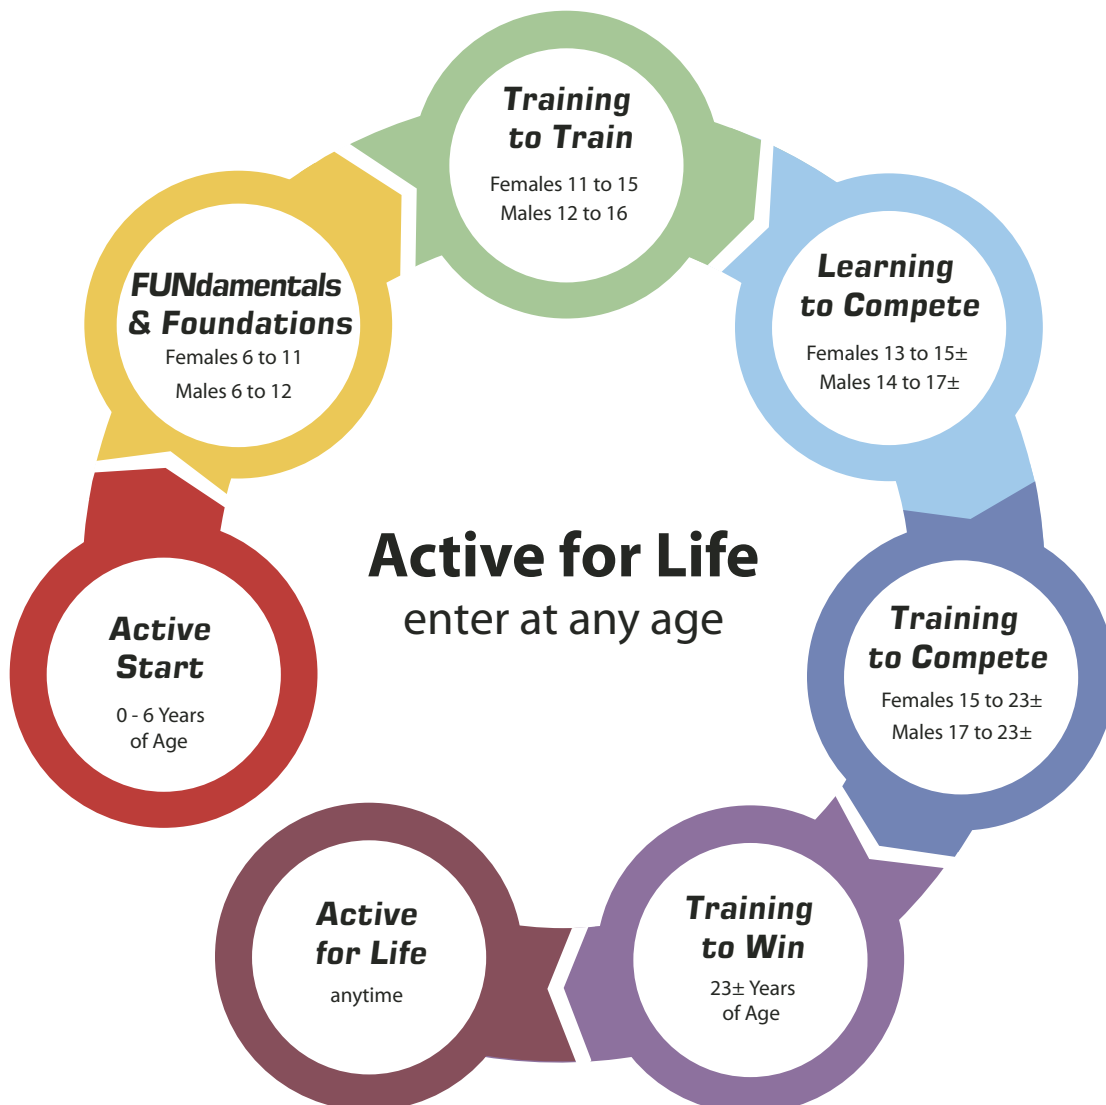 Training
to Train
Females 11 to 15
Males 12 to 16
FUNdamentals
& Foundations
Females 6 to 11
Males 6 to 12
Learning
to Compete
Females 13 to 15±
Males 14 to 17±
Active for Life
enter at any age
Active
Start
0 - 6 Years
of Age
Training
to Compete
Females 15 to 23±
Males 17 to 23±
Active
for Life
anytime
Training
to Win
23± Years
of Age